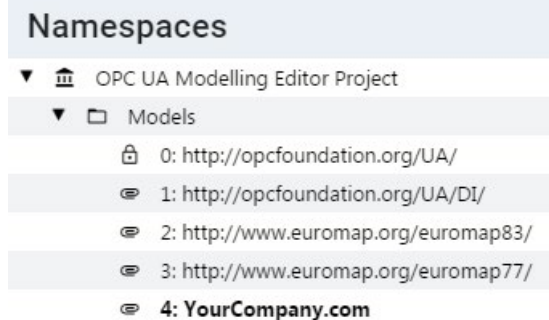 Namespaces
OPC UA Modelling Editor Project
Models
0: http://opcfoundation.org/UA/
1: http://opcfoundation.org/UA/DI/
2: http://www.euromap.org/euromap83/
3: http://www.euromap.org/euromap77/
4: YourCompany.com